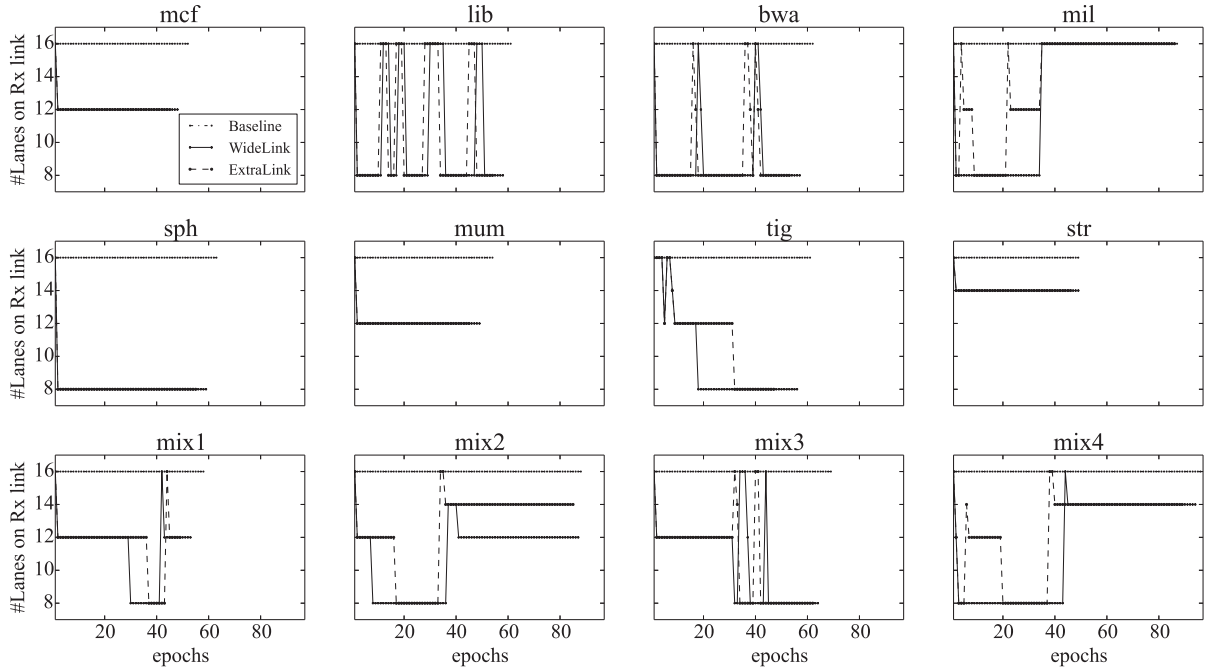 mcf lib bwa mil
#Lanes on Rx link
16
14
12
10
8
Baseline
WideLink
ExtraLink
sph mum tig str
#Lanes on Rx link
16
14
12
10
8
mix1 mix2 mix3 mix4
#Lanes on Rx link
16
14
12
10
8
20 40 60 80 20 40 60 80 20 40 60 80 20 40 60 80
epochs epochs epochs epochs